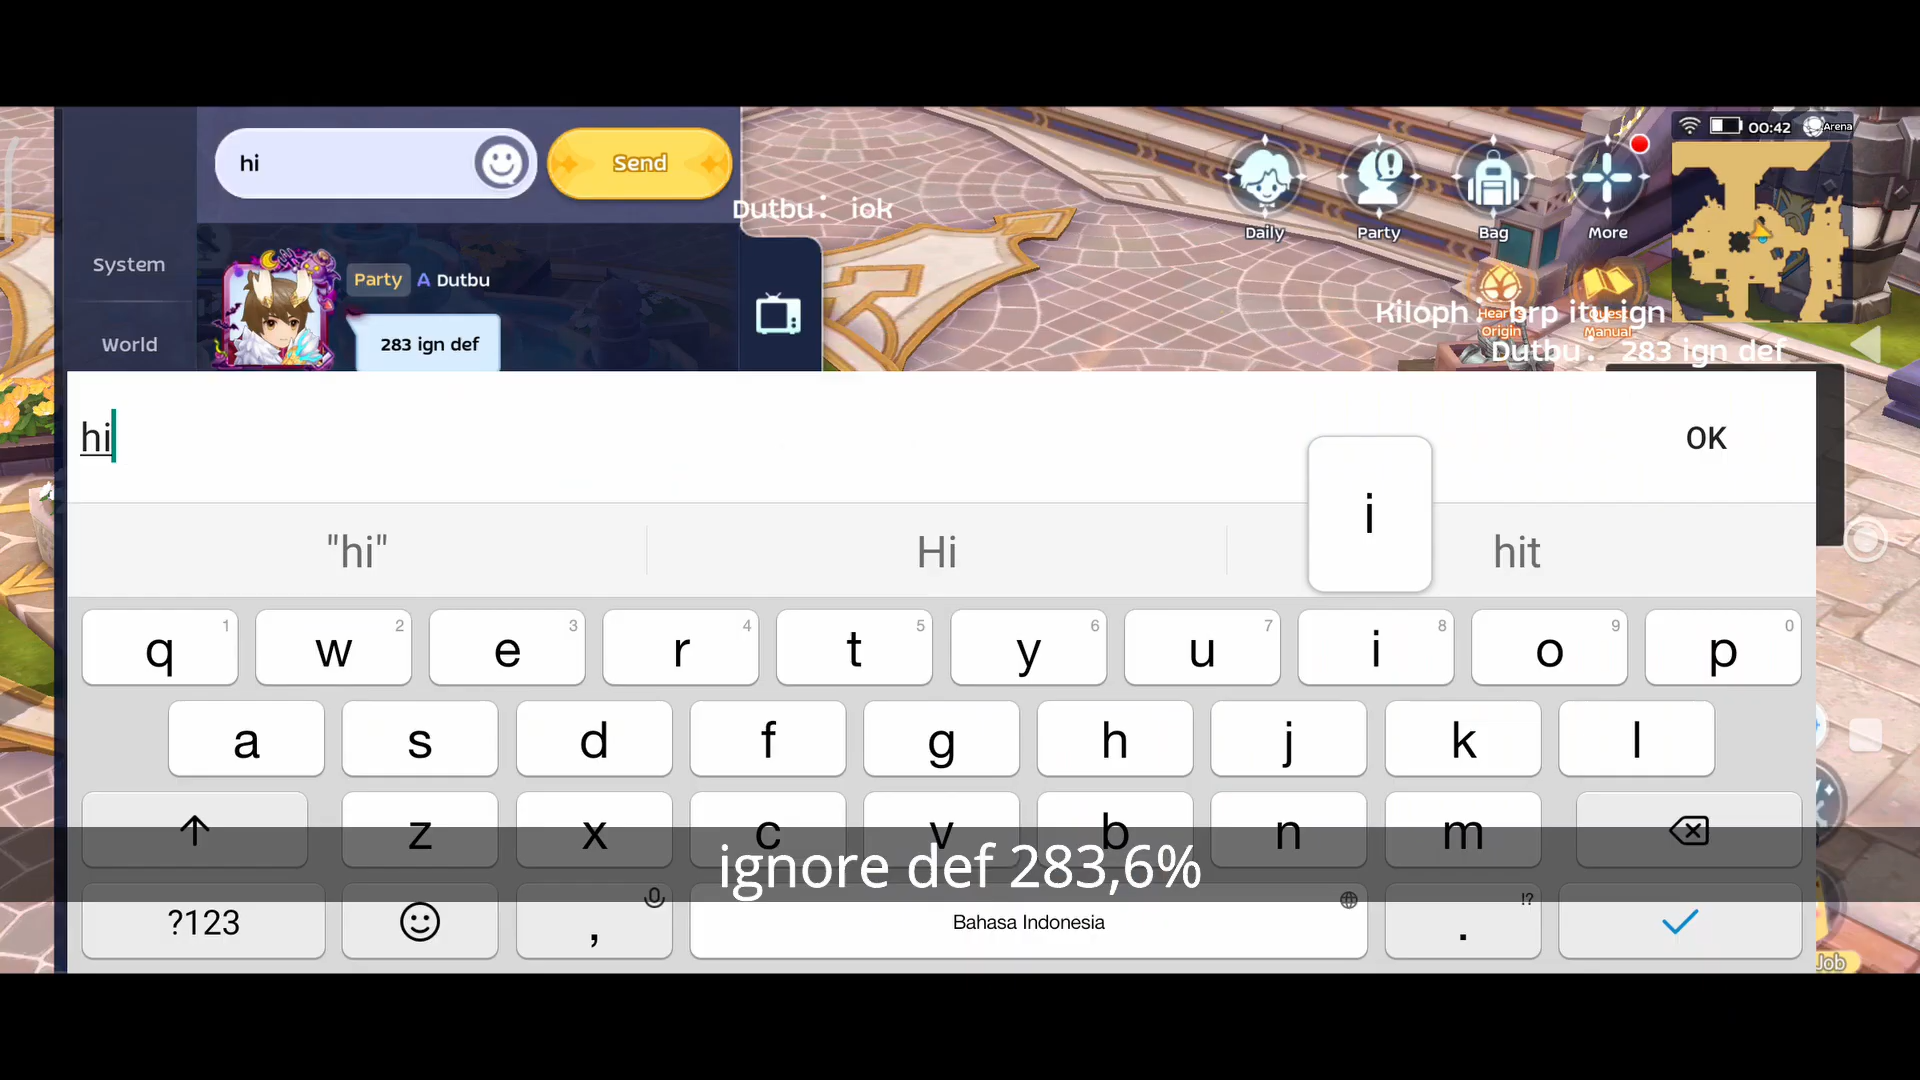 hi
Send
Dutbu: iok
00:42
Arena
Daily
Party
Bag
More
System
Party A Dutbu
World
283 ign def
Kiloph: brp itu ign
Origin
Manual
Dutbu: 283 ign def
hi
OK
"hi"
Hi
hit
i
q 1 w 2 e 3 r 4 t 5 y 6 u 7 i 8 o 9 p 0
a s d f g h j k l
z x c v b n m
ignore def 283,6%
?123
,
Bahasa Indonesia
.
!?
Job